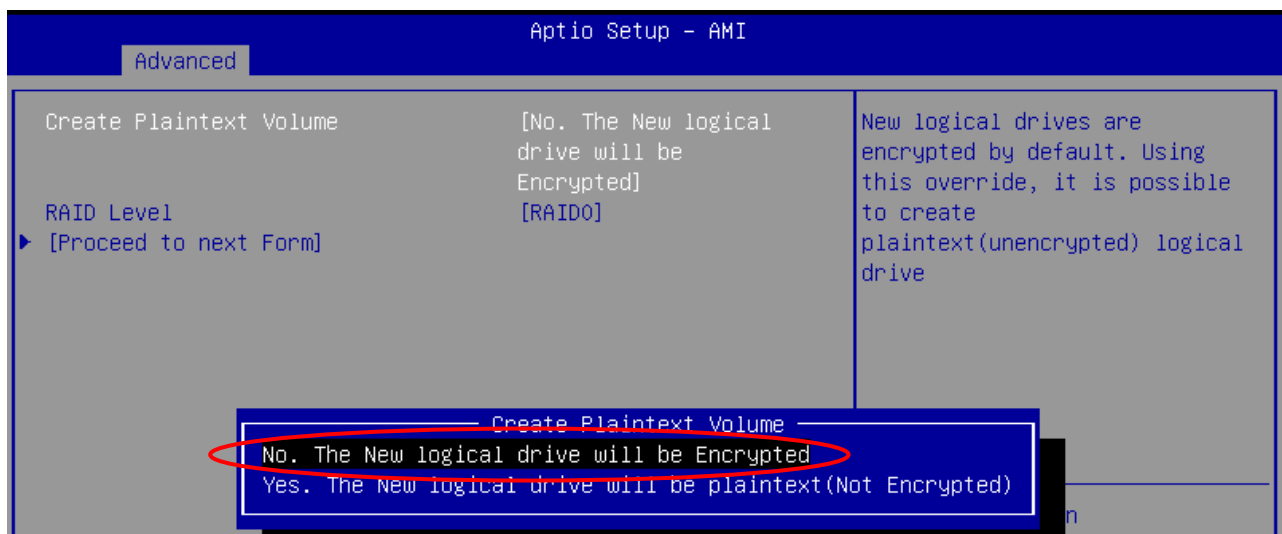 Aptio Setup – AMI
Advanced
Create Plaintext Volume
[No. The New logical
drive will be
Encrypted]
RAID Level
[RAID0]
[Proceed to next Form]
New logical drives are
encrypted by default. Using
this override, it is possible
to create
plaintext(unencrypted) logical
drive
Create Plaintext Volume
No. The New logical drive will be Encrypted
Yes. The New logical drive will be plaintext(Not Encrypted)
n